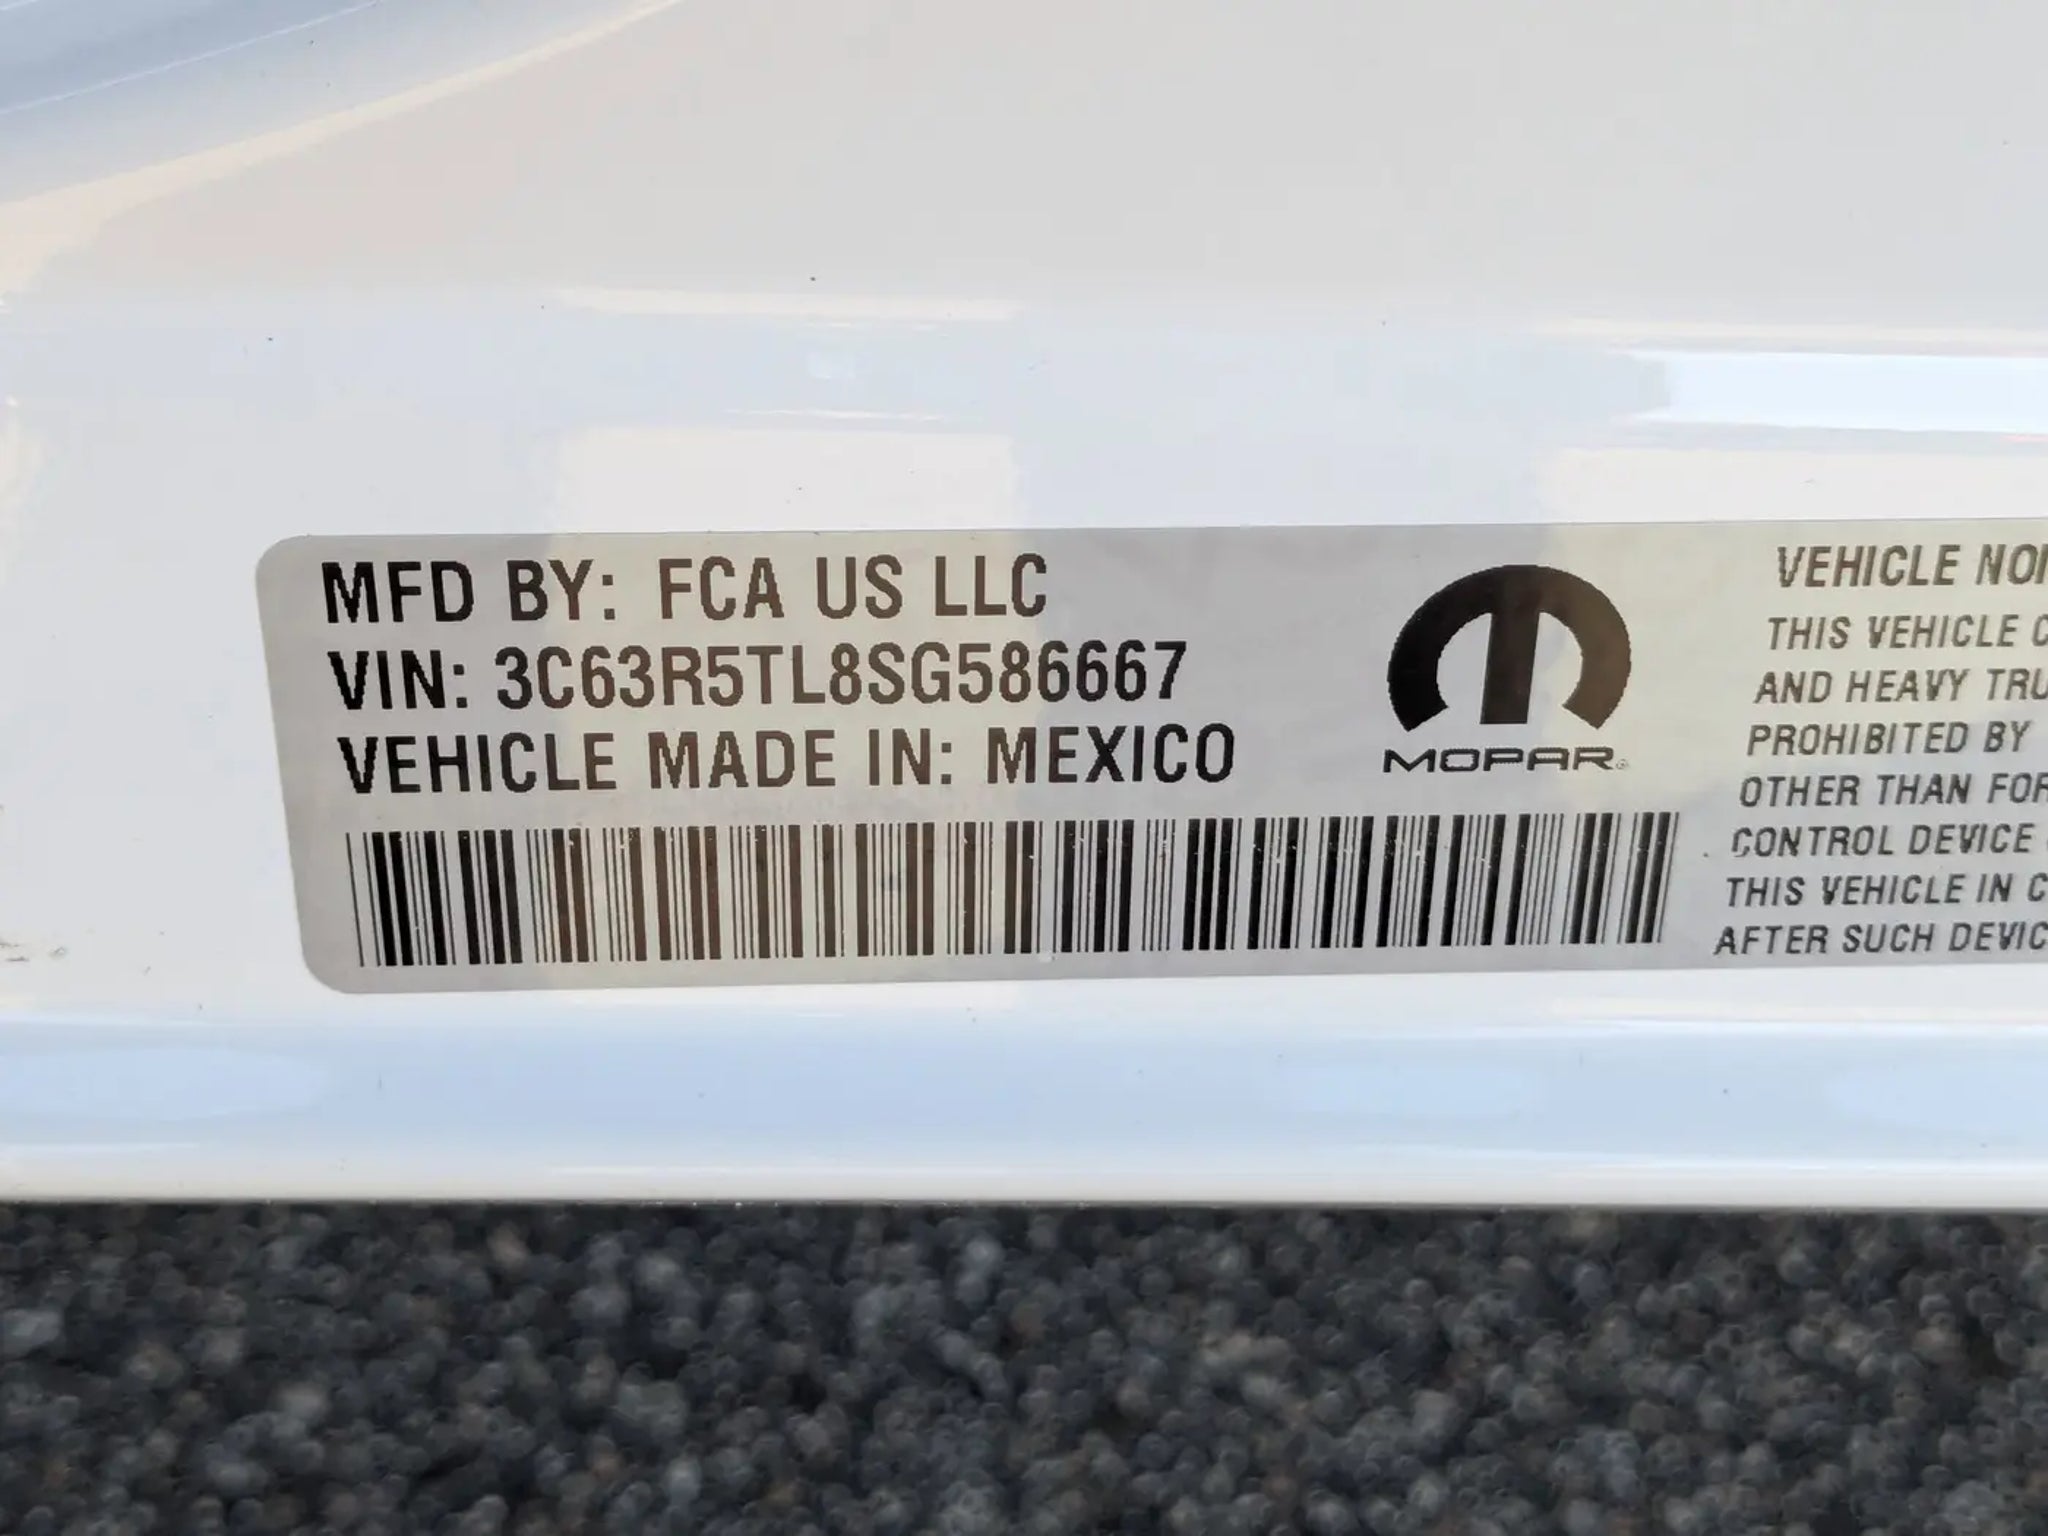 MFD BY: FCA US LLC
VIN: 3C63R5TL8SG586667
VEHICLE MADE IN: MEXICO
MOPAR®
VEHICLE
THIS VEHICLE
AND HEAVY
PROHIBITED BY
OTHER THAN
CONTROL DEVICE
THIS VEHICLE IN
AFTER SUCH